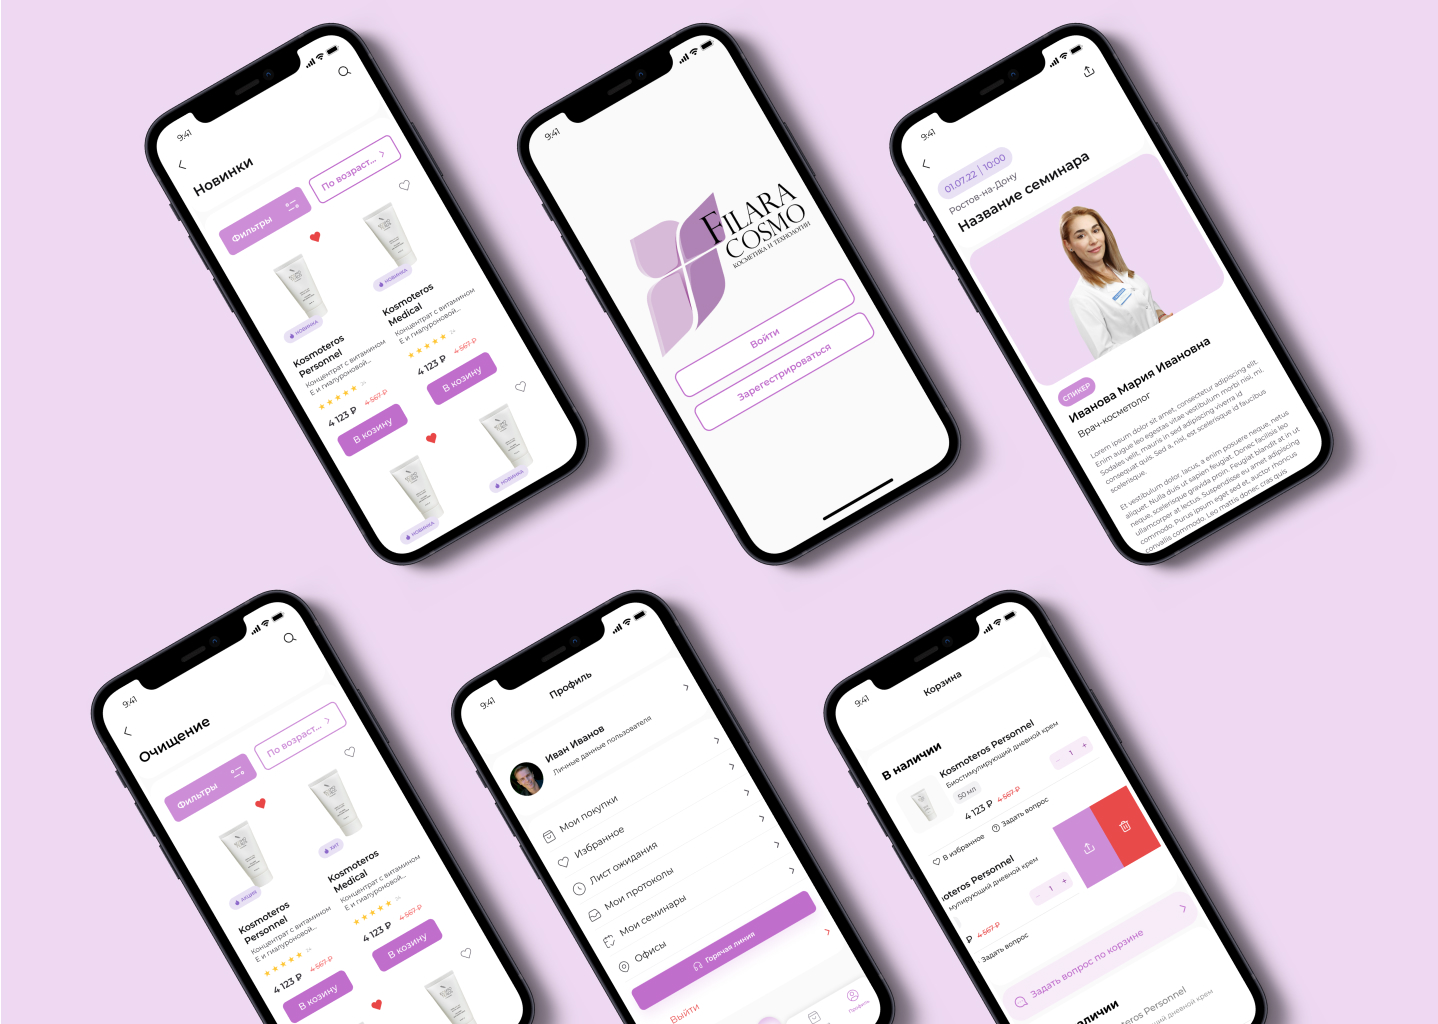 9:41
Новинки
Фильтры
По возраст...
НОВИНКА
Kosmoteros
Personnel
Концентрат с витамином
Е и гиалуроновой...
4 123 ₽
4 567 ₽
В козину
НОВИНКА
Kosmoteros
Medical
Концентрат с витамином
Е и гиалуроновой...
4 123 ₽
4 567 ₽
В козину
НОВИНКА
НОВИНКА
9:41
FILARA
COSMO
КОСМЕТИКА И ТЕХНОЛОГИИ
Войти
Зарегестрироваться
9:41
01.07.22 | 10:00
Ростов-на-Дону
Название семинара
СПИКЕР
Иванова Мария Ивановна
Врач-косметолог
Lorem ipsum dolor sit amet, consectetur adipiscing elit.
Enim augue leo egestas vitae vestibulum morbi nisi, mi.
Sodales velit, mauris in sed adipiscing viverra id
consequat quis. Sed a, nisl, est scelerisque id faucibus
scelerisque.
Et vestibulum dolor, lacus, a enim posuere neque, netus
aliquet. Nulla duis ut sapien feugiat. Donec facilisis leo
neque, scelerisque gravida proin. Feugiat blandit at in ut
ullamcorper at lectus. Suspendisse eu amet adipiscing
commodo. Purus ipsum eget sed et, auctor rhoncus
convallis commodo. Leo mattis donec cras quis
9:41
Очищение
Фильтры
По возраст...
АКЦИЯ
Kosmoteros
Personnel
Концентрат с витамином
Е и гиалуроновой...
4 123 ₽
4 567 ₽
В козину
ХИТ
Kosmoteros
Medical
Концентрат с витамином
Е и гиалуроновой...
4 123 ₽
4 567 ₽
В козину
9:41
Профиль
Иван Иванов
Личные данные пользователя
Мои покупки
Избранное
Лист ожидания
Мои протоколы
Мои семинары
Офисы
Горячая линия
Выйти
Профиль
9:41
Корзина
В наличии
Kosmoteros Personnel
Биостимулирующий дневной крем
50 мл
4 123 ₽
4 567 ₽
1
В избранное
Задать вопрос
moteros Personnel
мулирующий дневной крем
₽
4 567 ₽
1
Задать вопрос
Задать вопрос по корзине
аличии
Kosmoteros Personnel
Биостимулирующий дневной крем